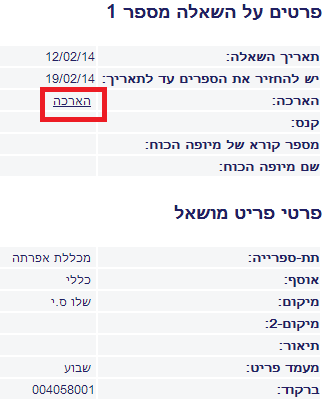 פרטים על השאלה מספר 1
תאריך השאלה: 12/02/14
יש להחזיר את הספרים עד לתאריך: 19/02/14
הארכה: הארכה
קנס:
מספר קורא של מיופה הכוח:
שם מיופה הכוח:
פרטי פריט מושאל
תת-ספרייה: מכללת אפרתה
אוסף: כללי
מיקום: שלו ס.י
מיקום-2:
תיאור:
מעמד פריט: שבוע
ברקוד: 004058001